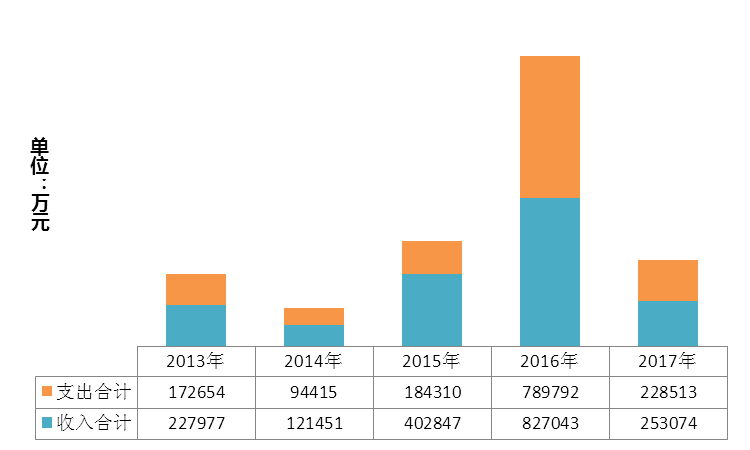 单位：万元
2013年 2014年 2015年 2016年 2017年
支出合计 172654 94415 184310 789792 228513
收入合计 227977 121451 402847 827043 253074